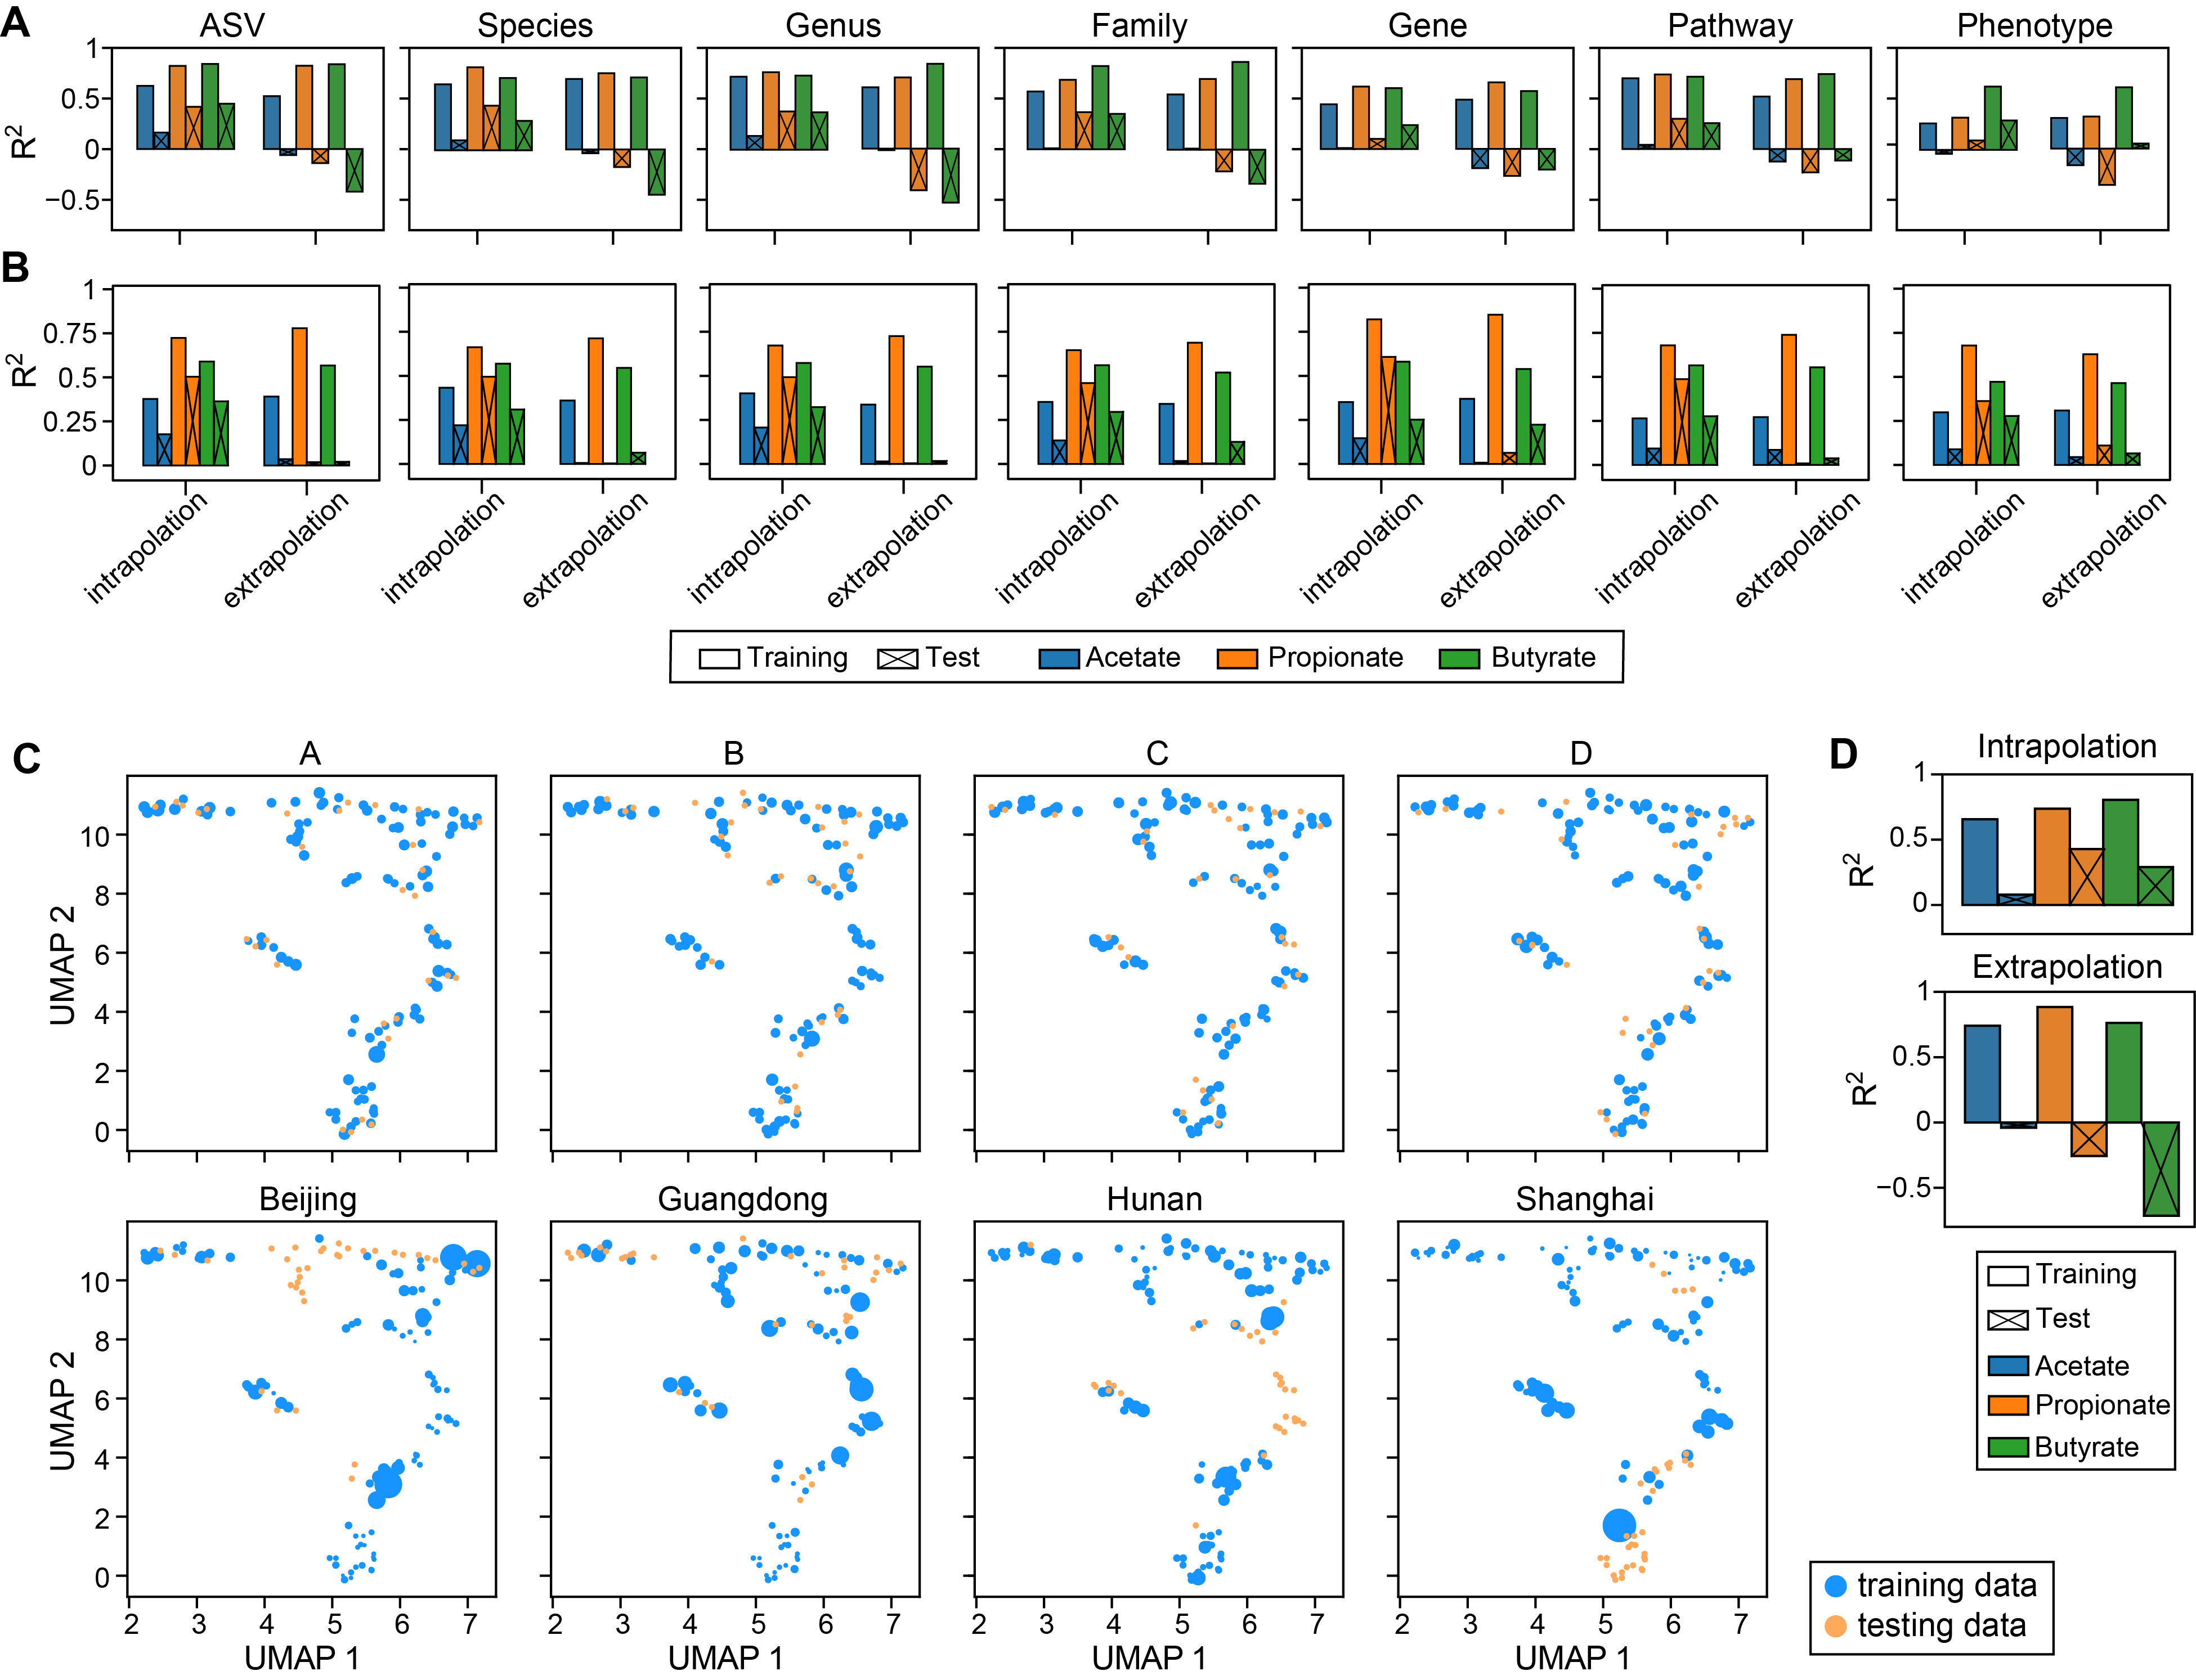 A
ASV Species Genus Family Gene Pathway Phenotype
1
0.5
0
−0.5
R2
B
1
0.75
0.5
0.25
0
R2
intrapolation extrapolation intrapolation extrapolation intrapolation extrapolation intrapolation extrapolation intrapolation extrapolation intrapolation extrapolation intrapolation extrapolation
Training Test Acetate Propionate Butyrate
C
A B C D
10
8
6
4
2
0
UMAP 2
Beijing Guangdong Hunan Shanghai
10
8
6
4
2
0
UMAP 2
2 3 4 5 6 7 2 3 4 5 6 7 2 3 4 5 6 7 2 3 4 5 6 7
UMAP 1 UMAP 1 UMAP 1 UMAP 1
D
Intrapolation
1
0.5
0
R2
Extrapolation
1
0.5
0
−0.5
R2
Training
Test
Acetate
Propionate
Butyrate
training data
testing data